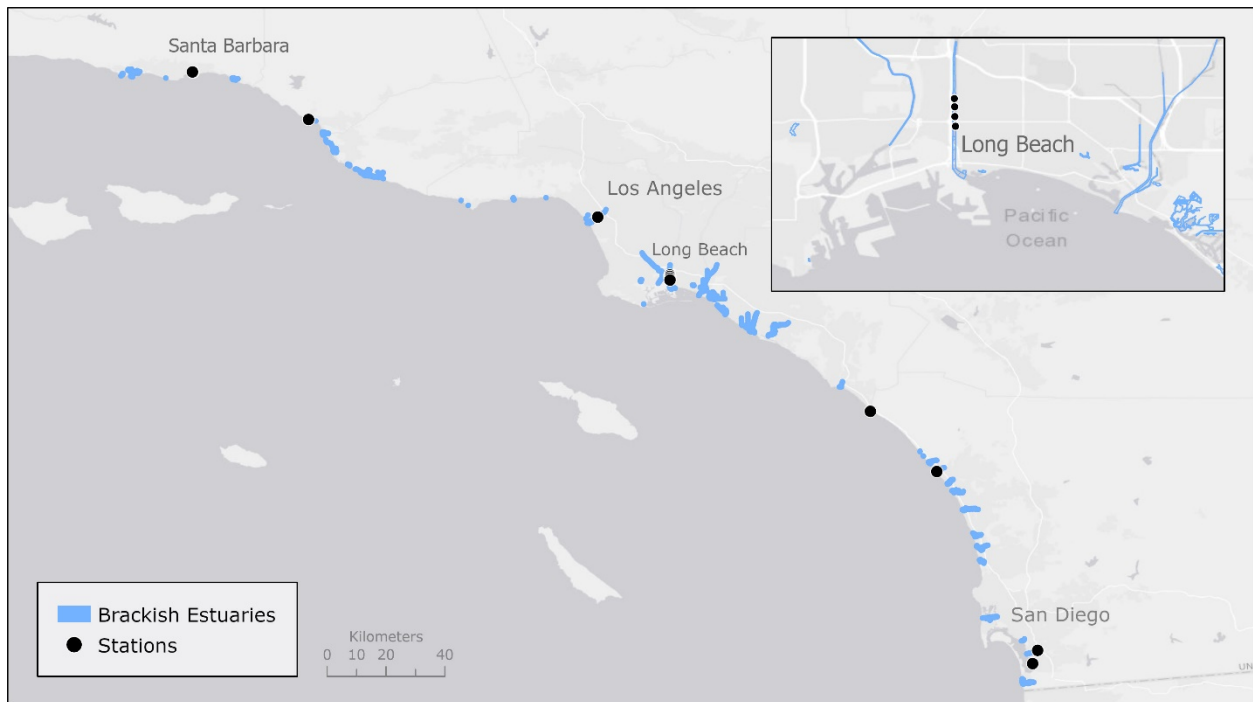 Santa Barbara
Los Angeles
Long Beach
Long Beach
Pacific
Ocean
San Diego
Brackish Estuaries
Stations
Kilometers
0 10 20 40
UN